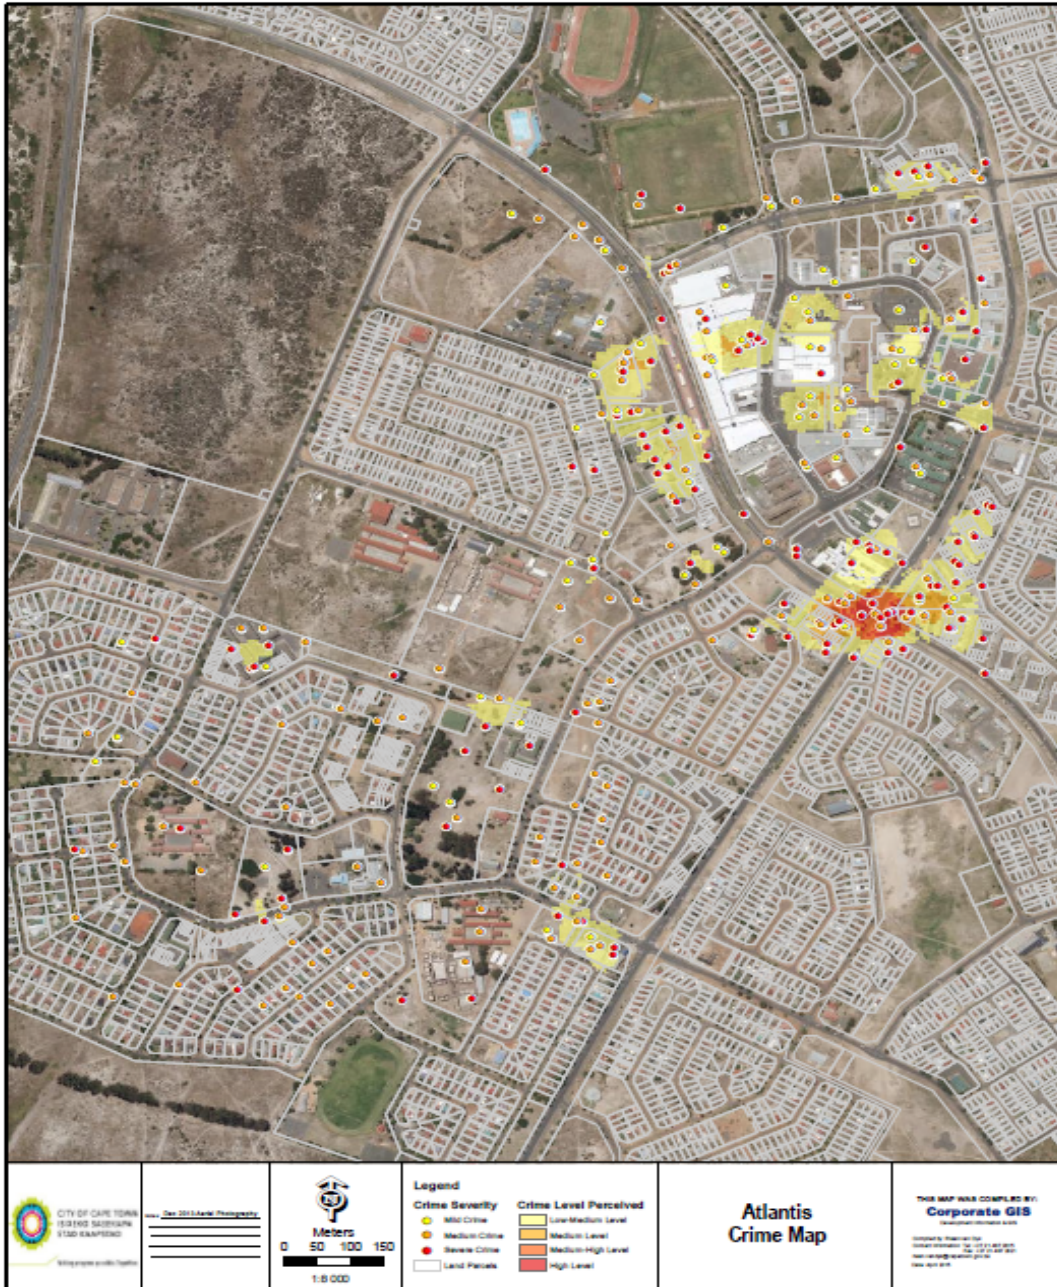 CITY OF CAPE TOWN
ISIXEKO SASEKAPA
STAD KAAPSTAD
Dec 2013 Aerial Photography
N
Meters
0 50 100 150
1:8 000
Legend
Crime Severity
Mild Crime
Medium Crime
Severe Crime
Land Parcels
Crime Level Perceived
Low-Medium Level
Medium Level
Medium-High Level
High Level
Atlantis
Crime Map
THIS MAP WAS COMPILED BY:
Corporate GIS